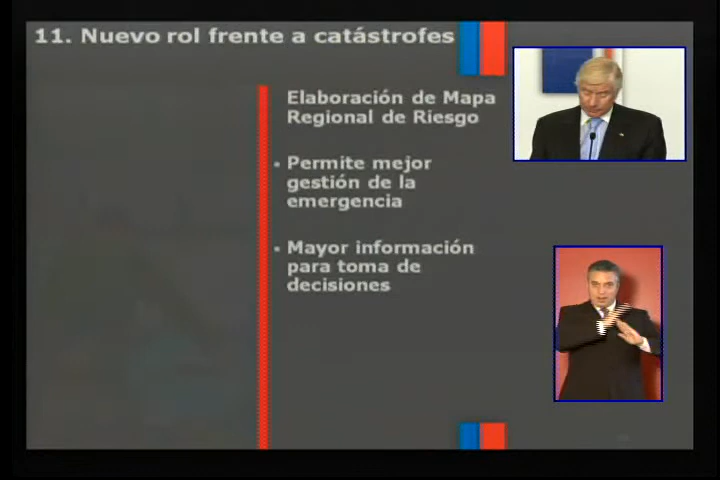 11. Nuevo rol frente a catástrofes
Elaboración de Mapa
Regional de Riesgo
• Permite mejor
gestión de la
emergencia
• Mayor información
para toma de
decisiones